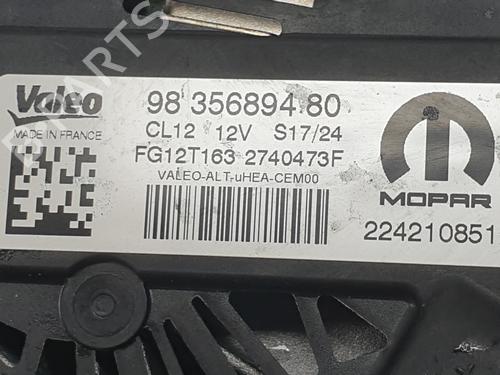 Valeo
MADE IN FRANCE
98 356894 80
CL12 12V S17/24
FG12T163 2740473F
VALEO-ALT-uHEA-CEM00
MOPAR
224210851